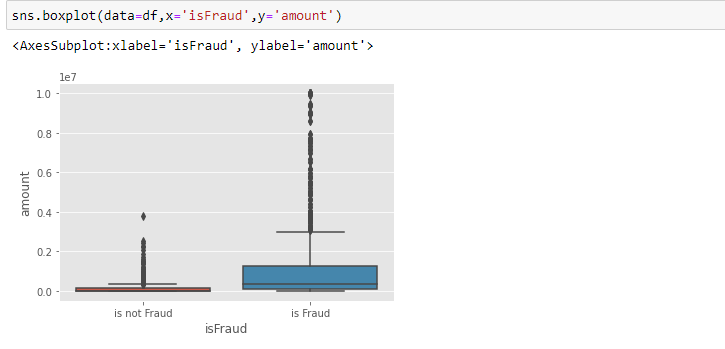 sns.boxplot(data=df,x='isFraud',y='amount')
<AxesSubplot:xlabel='isFraud', ylabel='amount'>
1e7
1.0
0.8
0.6
0.4
0.2
0.0
amount
is not Fraud
is Fraud
isFraud